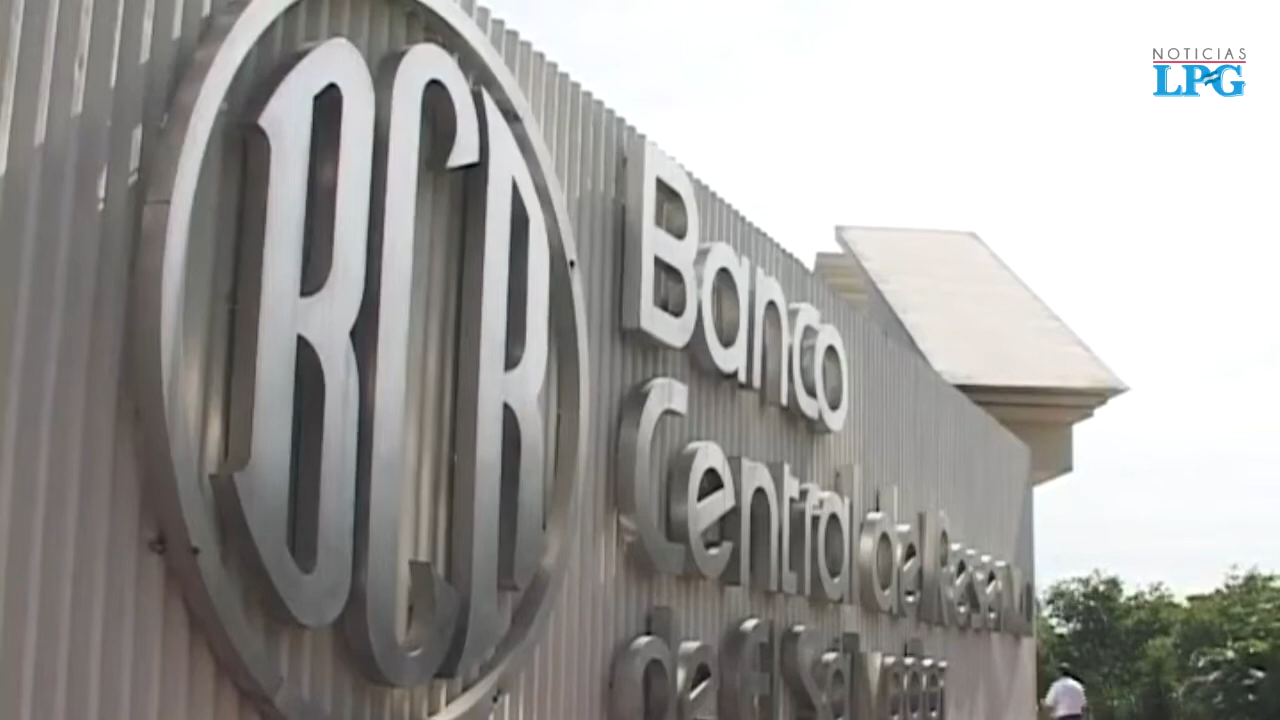 NOTICIAS
LPG
BCR
Banco
Central de Reserva
de El Salvador